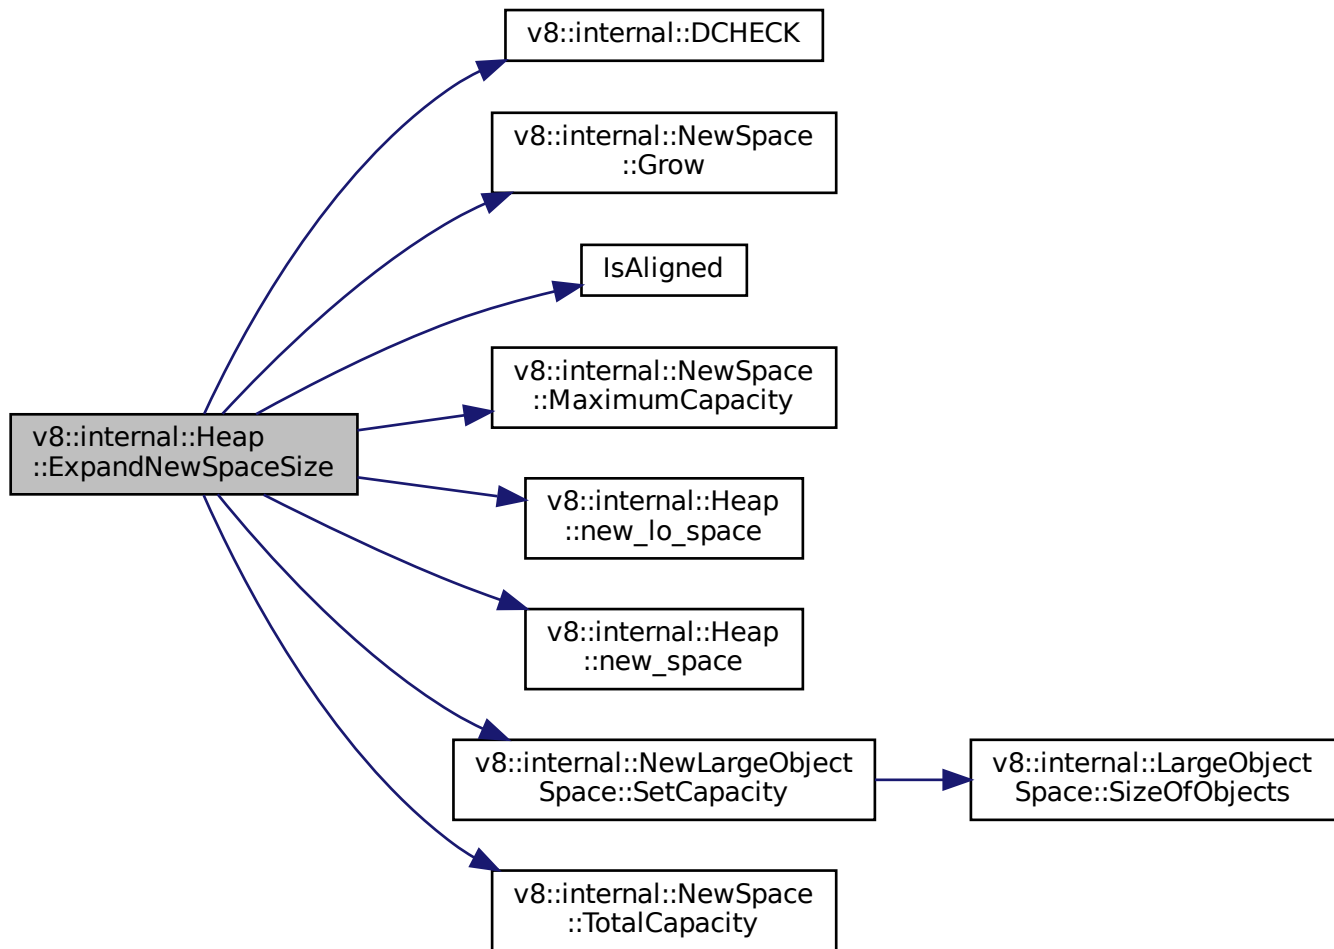 v8::internal::DCHECK
v8::internal::NewSpace
::Grow
IsAligned
v8::internal::NewSpace
::MaximumCapacity
v8::internal::Heap
::ExpandNewSpaceSize
v8::internal::Heap
::new_lo_space
v8::internal::Heap
::new_space
v8::internal::NewLargeObject
Space::SetCapacity
v8::internal::LargeObject
Space::SizeOfObjects
v8::internal::NewSpace
::TotalCapacity